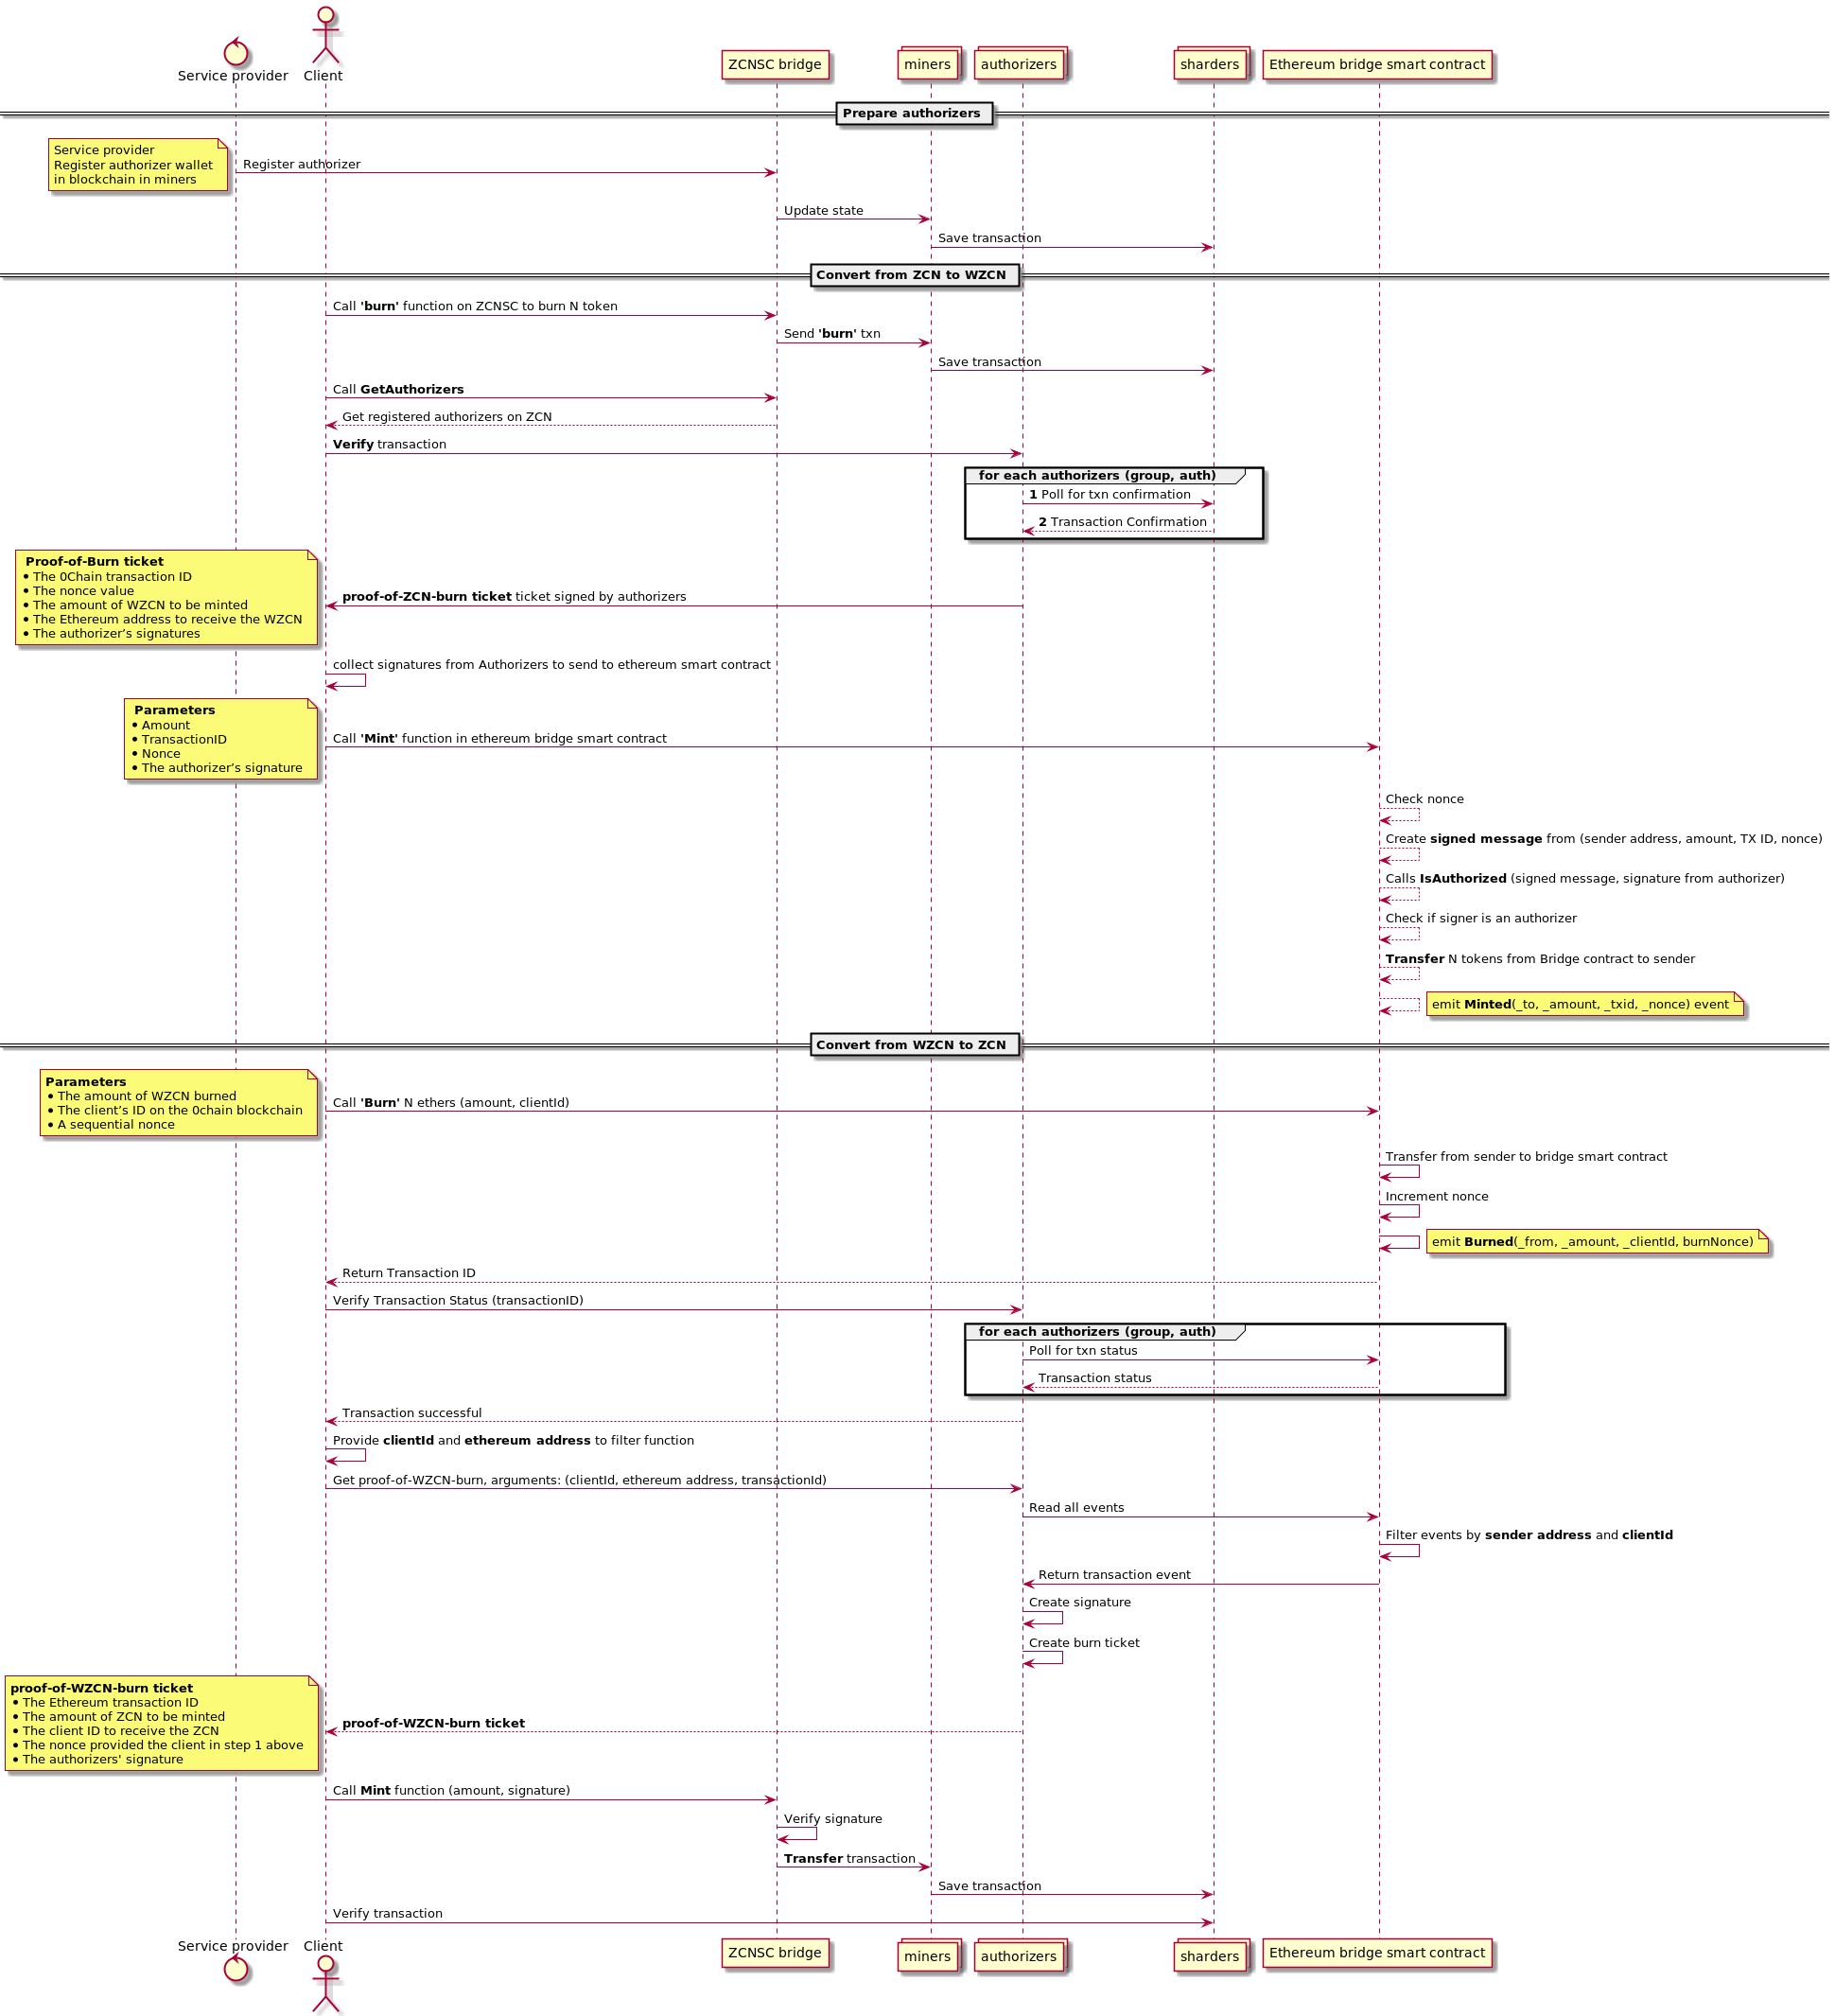 Service provider
Client
ZCNSC bridge
miners
authorizers
sharders
Ethereum bridge smart contract
Prepare authorizers
Service provider
Register authorizer wallet
in blockchain in miners
Register authorizer
Update state
Save transaction
Convert from ZCN to WZCN
Call 'burn' function on ZCNSC to burn N token
Send 'burn' txn
Save transaction
Call GetAuthorizers
Get registered authorizers on ZCN
Verify transaction
for each authorizers (group, auth)
1 Poll for txn confirmation
2 Transaction Confirmation
Proof-of-Burn ticket
• The 0Chain transaction ID
• The nonce value
• The amount of WZCN to be minted
• The Ethereum address to receive the WZCN
• The authorizer’s signatures
proof-of-ZCN-burn ticket ticket signed by authorizers
collect signatures from Authorizers to send to ethereum smart contract
Parameters
• Amount
• TransactionID
• Nonce
• The authorizer’s signature
Call 'Mint' function in ethereum bridge smart contract
Check nonce
Create signed message from (sender address, amount, TX ID, nonce)
Calls IsAuthorized (signed message, signature from authorizer)
Check if signer is an authorizer
Transfer N tokens from Bridge contract to sender
emit Minted(_to, _amount, _txid, _nonce) event
Convert from WZCN to ZCN
Parameters
• The amount of WZCN burned
• The client’s ID on the 0chain blockchain
• A sequential nonce
Call 'Burn' N ethers (amount, clientId)
Transfer from sender to bridge smart contract
Increment nonce
emit Burned(_from, _amount, _clientId, burnNonce)
Return Transaction ID
Verify Transaction Status (transactionID)
for each authorizers (group, auth)
Poll for txn status
Transaction status
Transaction successful
Provide clientId and ethereum address to filter function
Get proof-of-WZCN-burn, arguments: (clientId, ethereum address, transactionId)
Read all events
Filter events by sender address and clientId
Return transaction event
Create signature
Create burn ticket
proof-of-WZCN-burn ticket
• The Ethereum transaction ID
• The amount of ZCN to be minted
• The client ID to receive the ZCN
• The nonce provided the client in step 1 above
• The authorizers' signature
proof-of-WZCN-burn ticket
Call Mint function (amount, signature)
Verify signature
Transfer transaction
Save transaction
Verify transaction
Service provider
Client
ZCNSC bridge
miners
authorizers
sharders
Ethereum bridge smart contract